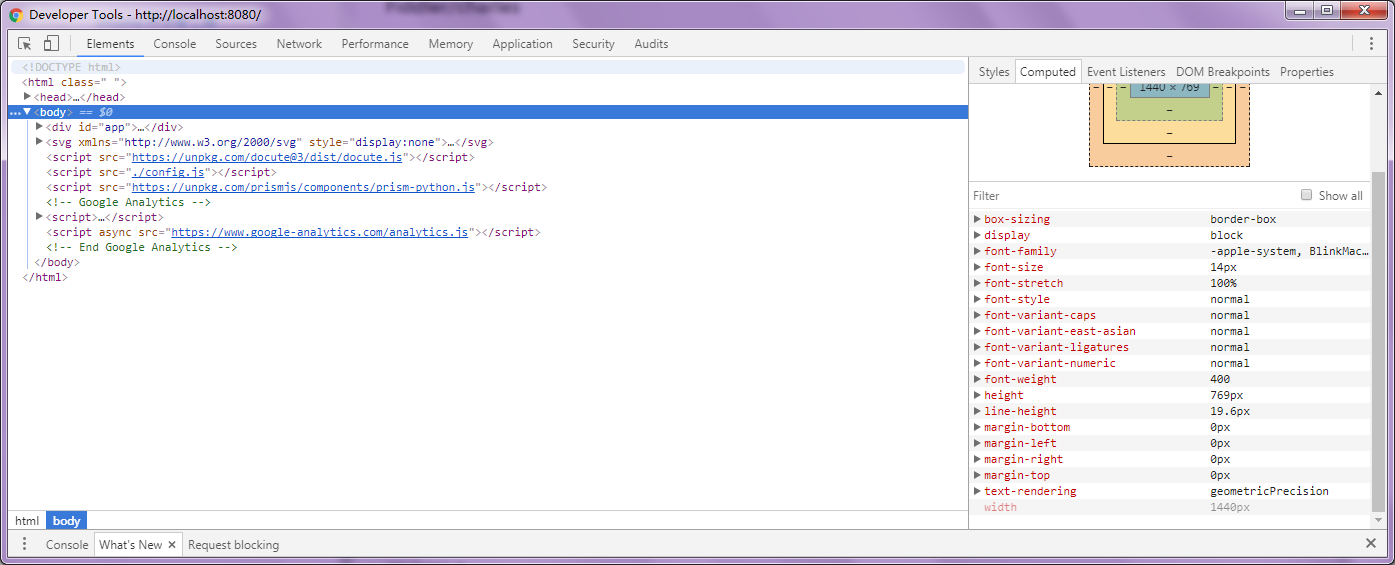 Developer Tools - http://localhost:8080/
Elements Console Sources Network Performance Memory Application Security Audits
<!DOCTYPE html>
<html class=" ">
<head>…</head>
… <body> == $0
<div id="app">…</div>
<svg xmlns="http://www.w3.org/2000/svg" style="display:none">…</svg>
<script src="https://unpkg.com/docute@3/dist/docute.js"></script>
<script src="./config.js"></script>
<script src="https://unpkg.com/prismjs/components/prism-python.js"></script>
<!-- Google Analytics -->
<script>…</script>
<script async src="https://www.google-analytics.com/analytics.js"></script>
<!-- End Google Analytics -->
</body>
</html>
html body
Styles Computed Event Listeners DOM Breakpoints Properties
1440 × 769
Filter Show all
box-sizing border-box
display block
font-family -apple-system, BlinkMac…
font-size 14px
font-stretch 100%
font-style normal
font-variant-caps normal
font-variant-east-asian normal
font-variant-ligatures normal
font-variant-numeric normal
font-weight 400
height 769px
line-height 19.6px
margin-bottom 0px
margin-left 0px
margin-right 0px
margin-top 0px
text-rendering geometricPrecision
width 1440px
Console What's New × Request blocking